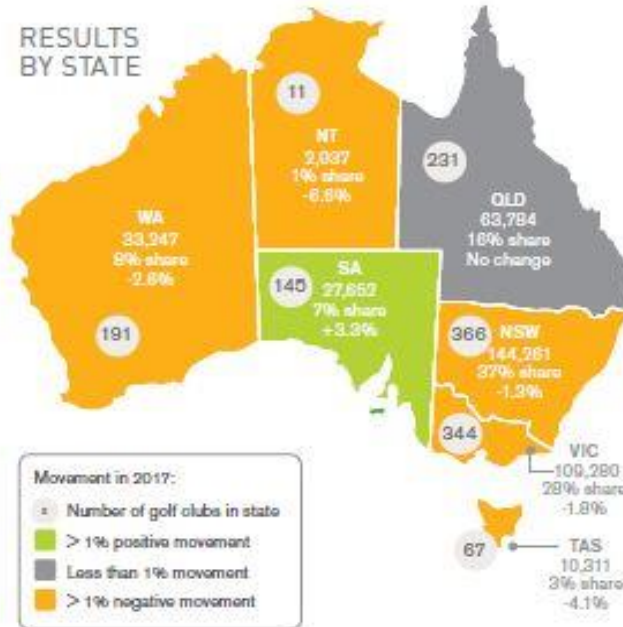 RESULTS
BY STATE
11
NT
2,037
1% share
-6.6%
231
QLD
63,784
16% share
No change
WA
33,247
8% share
-2.6%
191
145
SA
27,652
7% share
+3.3%
366
NSW
144,261
37% share
-1.3%
344
VIC
109,280
28% share
-1.8%
67
TAS
10,311
3% share
-4.1%
Movement in 2017:
Number of golf clubs in state
> 1% positive movement
Less than 1% movement
> 1% negative movement